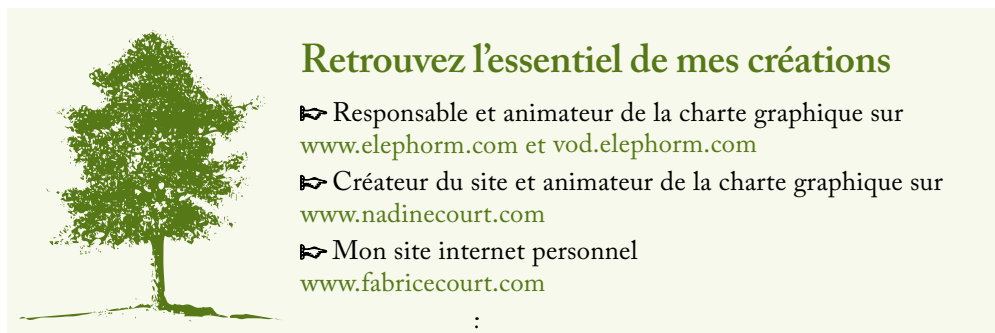 Retrouvez l’essentiel de mes créations
☞ Responsable et animateur de la charte graphique sur
www.elephorm.com et vod.elephorm.com
☞ Créateur du site et animateur de la charte graphique sur
www.nadinecourt.com
☞ Mon site internet personnel
www.fabricecourt.com
: